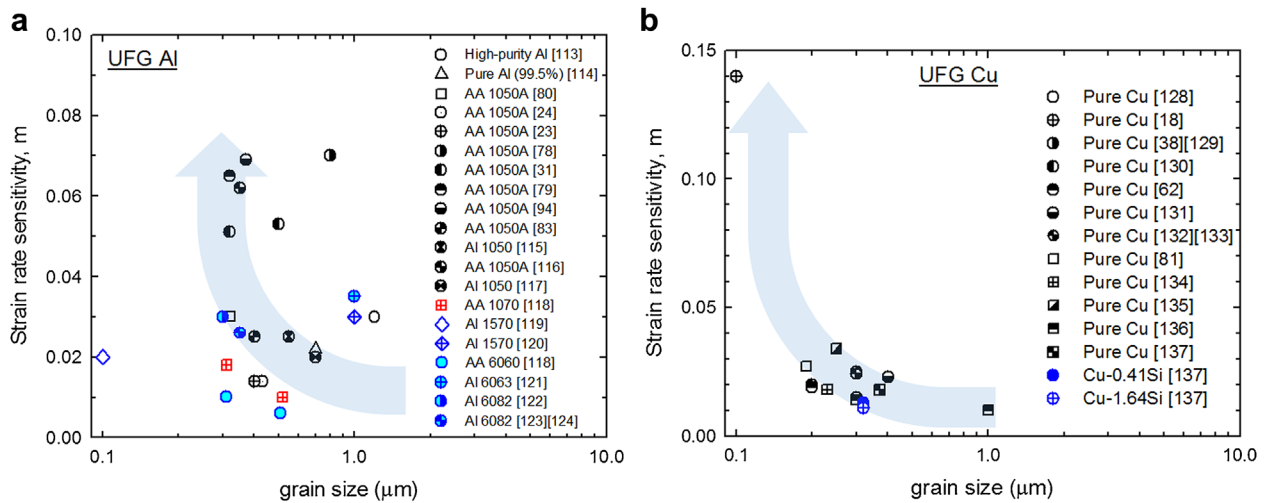 a
UFG Al
Strain rate sensitivity, m
0.10
0.08
0.06
0.04
0.02
0.00
0.1
1.0
10.0
grain size (μm)
High-purity Al [113]
Pure Al (99.5%) [114]
AA 1050A [80]
AA 1050A [24]
AA 1050A [23]
AA 1050A [78]
AA 1050A [31]
AA 1050A [79]
AA 1050A [94]
AA 1050A [83]
Al 1050 [115]
AA 1050A [116]
Al 1050 [117]
AA 1070 [118]
Al 1570 [119]
Al 1570 [120]
AA 6060 [118]
Al 6063 [121]
Al 6082 [122]
Al 6082 [123][124]
b
UFG Cu
Strain rate sensitivity, m
0.15
0.10
0.05
0.00
0.1
1.0
10.0
grain size (μm)
Pure Cu [128]
Pure Cu [18]
Pure Cu [38][129]
Pure Cu [130]
Pure Cu [62]
Pure Cu [131]
Pure Cu [132][133]
Pure Cu [81]
Pure Cu [134]
Pure Cu [135]
Pure Cu [136]
Pure Cu [137]
Cu-0.41Si [137]
Cu-1.64Si [137]